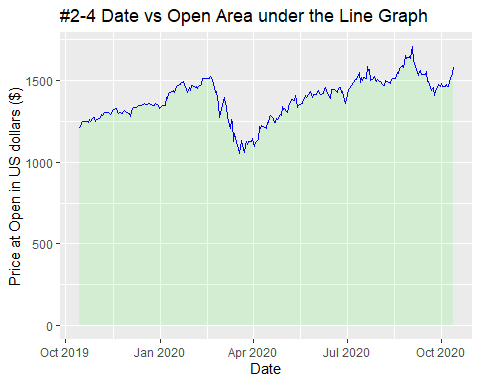 #2-4 Date vs Open Area under the Line Graph
Price at Open in US dollars ($)
1500
1000
500
0
Oct 2019 Jan 2020 Apr 2020 Jul 2020 Oct 2020
Date